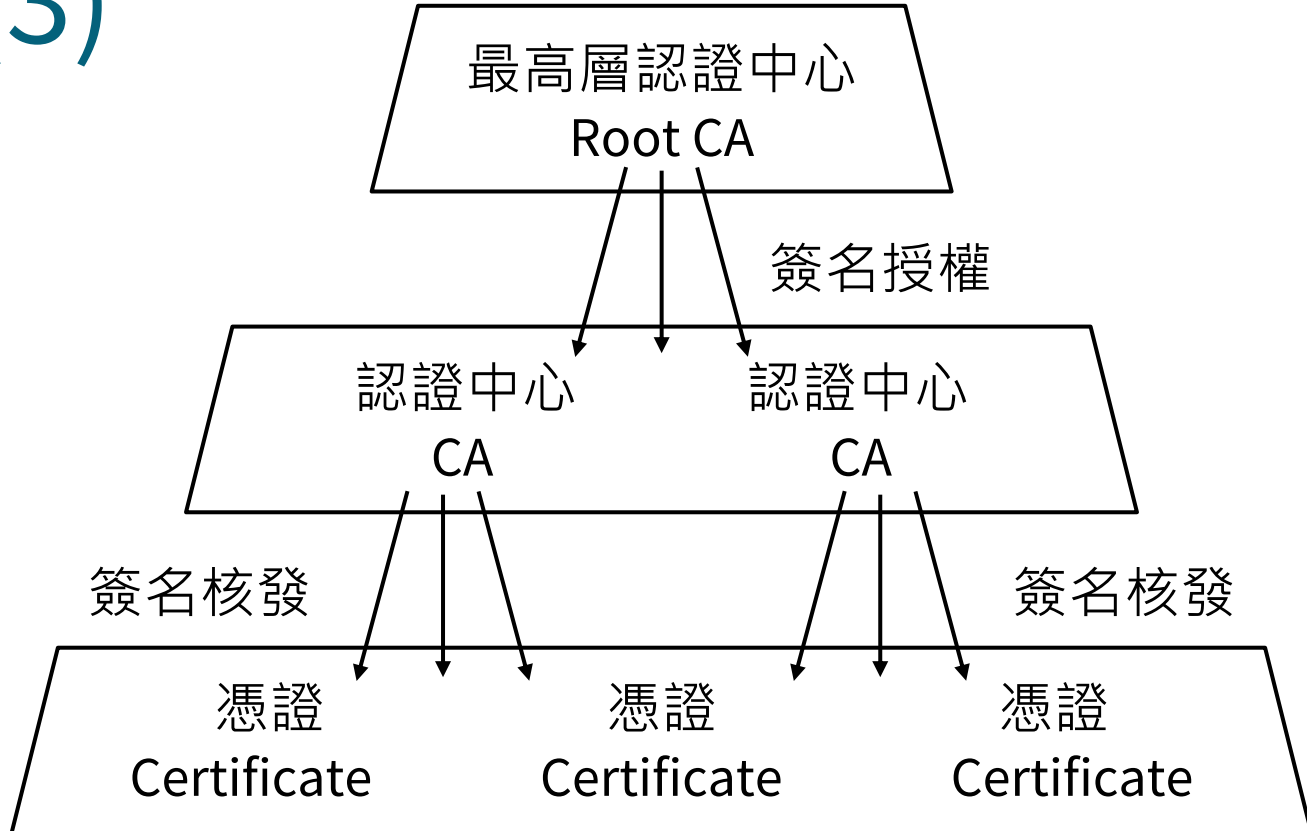 3)
最高層認證中心
Root CA
簽名授權
認證中心 認證中心
CA CA
簽名核發 簽名核發
憑證 憑證 憑證
Certificate Certificate Certificate